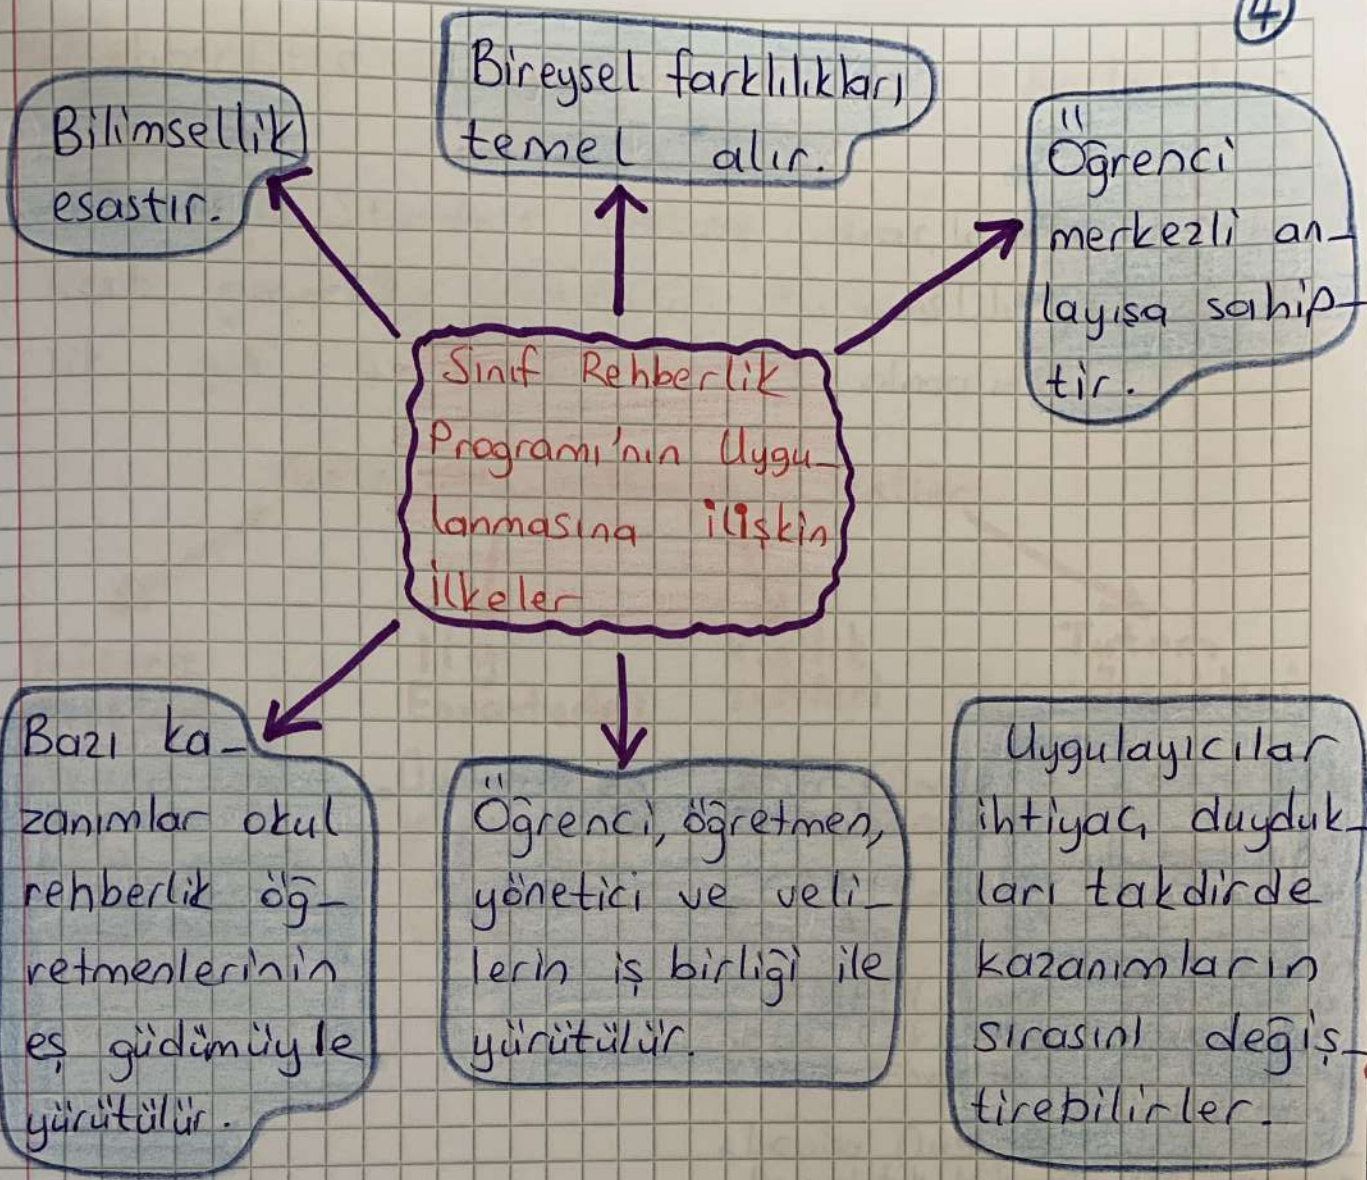 4
Bilimsellik
esastır.
Bireysel farklılıkları
temel alır.
Öğrenci
merkezli an-
layışa sahip-
tir.
Sınıf Rehberlik
Programı'nın Uygu-
lanmasına ilişkin
ilkeler
Bazı ka-
zanımlar okul
rehberlik öğ-
retmenlerinin
eş güdümüyle
yürütülür.
Öğrenci, öğretmen,
yönetici ve veli-
lerin iş birliği ile
yürütülür.
Uygulayıcılar
ihtiyaç duyduk-
ları takdirde
kazanımların
sırasını değiş-
tirebilirler.